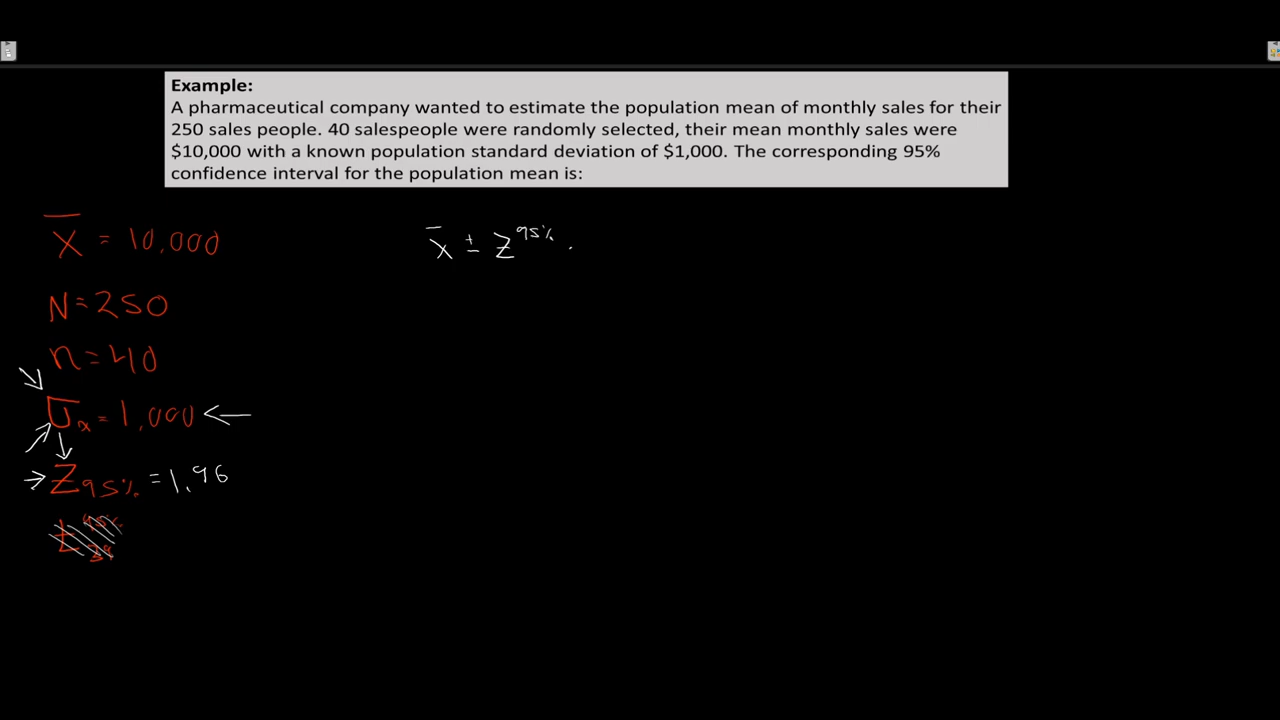 Example:
A pharmaceutical company wanted to estimate the population mean of monthly sales for their
250 sales people. 40 salespeople were randomly selected, their mean monthly sales were
$10,000 with a known population standard deviation of $1,000. The corresponding 95%
confidence interval for the population mean is:
x̄ = 10,000
x̄ ± z^95% .
N = 250
n = 40
σx = 1,000
Z95% = 1.96
t